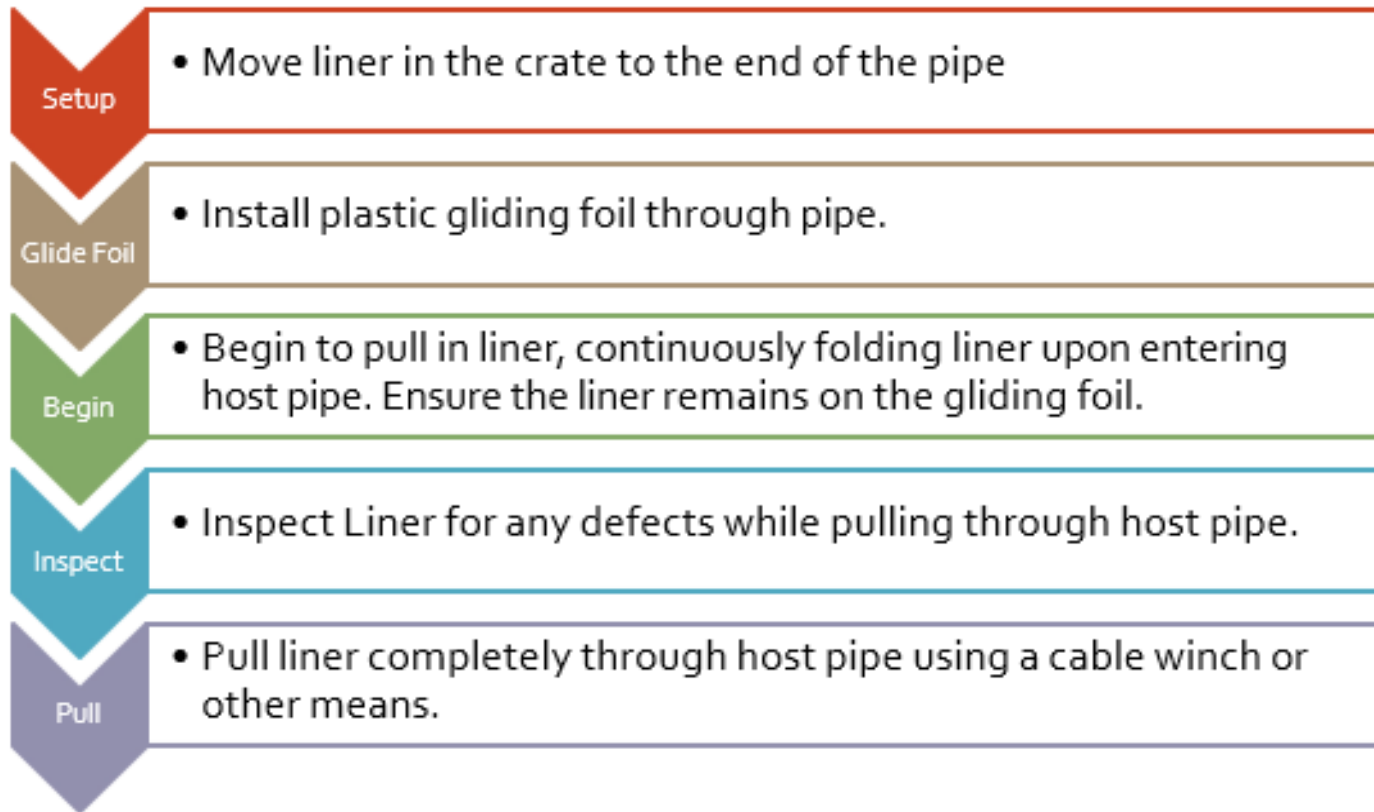 Setup
• Move liner in the crate to the end of the pipe
Glide Foil
• Install plastic gliding foil through pipe.
Begin
• Begin to pull in liner, continuously folding liner upon entering
host pipe. Ensure the liner remains on the gliding foil.
Inspect
• Inspect Liner for any defects while pulling through host pipe.
Pull
• Pull liner completely through host pipe using a cable winch or
other means.